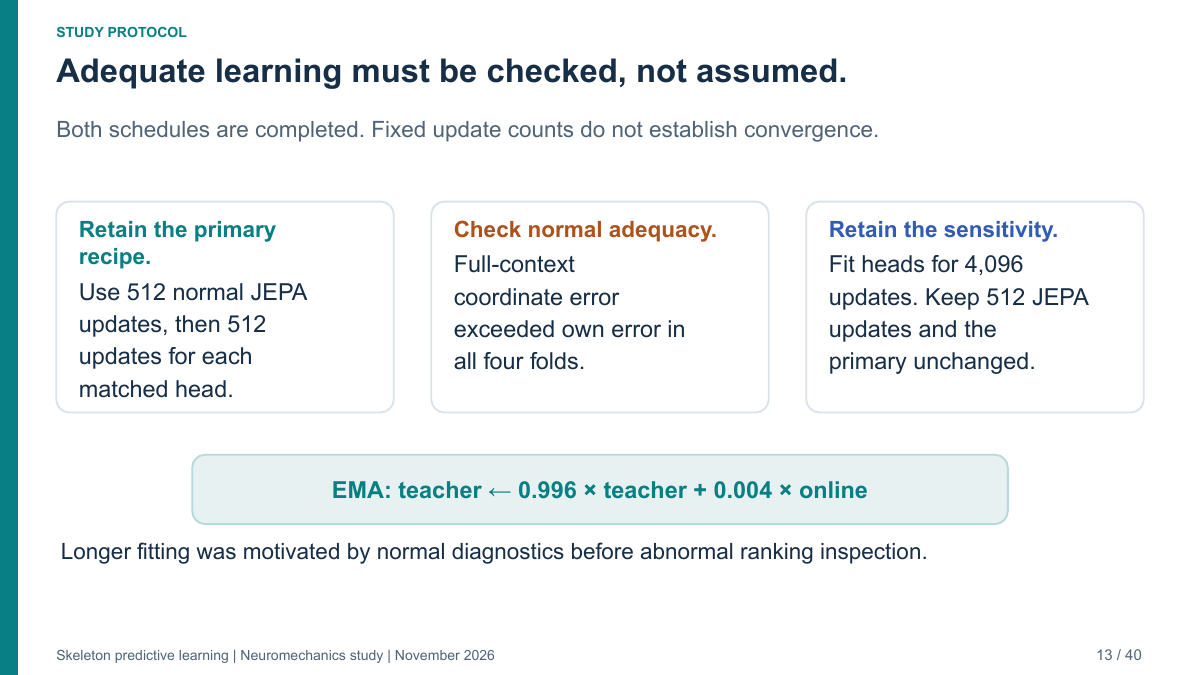 STUDY PROTOCOL
Adequate learning must be checked, not assumed.
Both schedules are completed. Fixed update counts do not establish convergence.
Retain the primary
recipe.
Use 512 normal JEPA
updates, then 512
updates for each
matched head.
Check normal adequacy.
Full-context
coordinate error
exceeded own error in
all four folds.
Retain the sensitivity.
Fit heads for 4,096
updates. Keep 512 JEPA
updates and the
primary unchanged.
EMA: teacher ← 0.996 × teacher + 0.004 × online
Longer fitting was motivated by normal diagnostics before abnormal ranking inspection.
Skeleton predictive learning | Neuromechanics study | November 2026
13 / 40